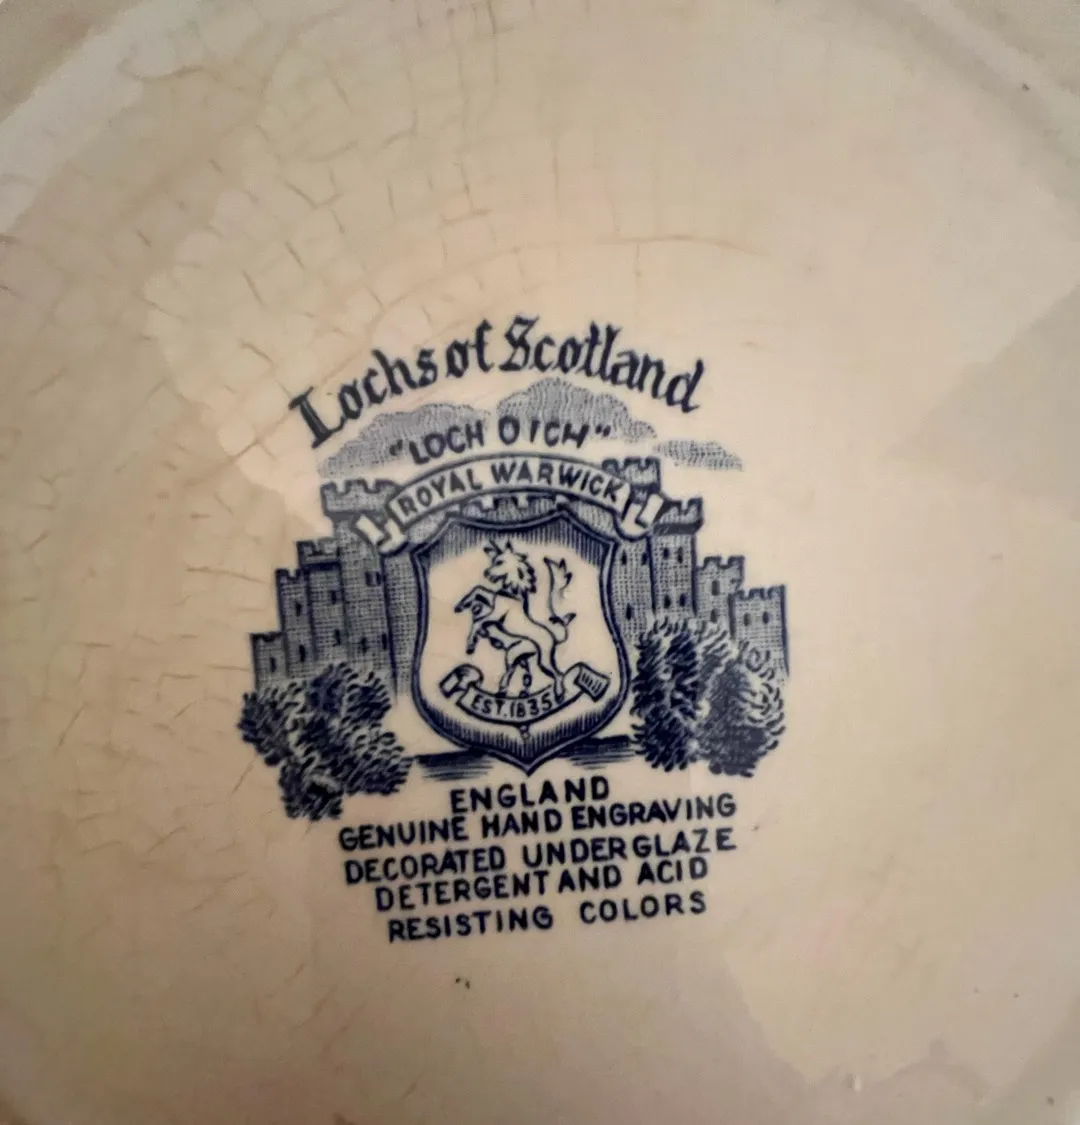 Lochs of Scotland
"LOCH OICH"
ROYAL WARWICK
EST. 1835
ENGLAND
GENUINE HAND ENGRAVING
DECORATED UNDERGLAZE
DETERGENT AND ACID
RESISTING COLORS